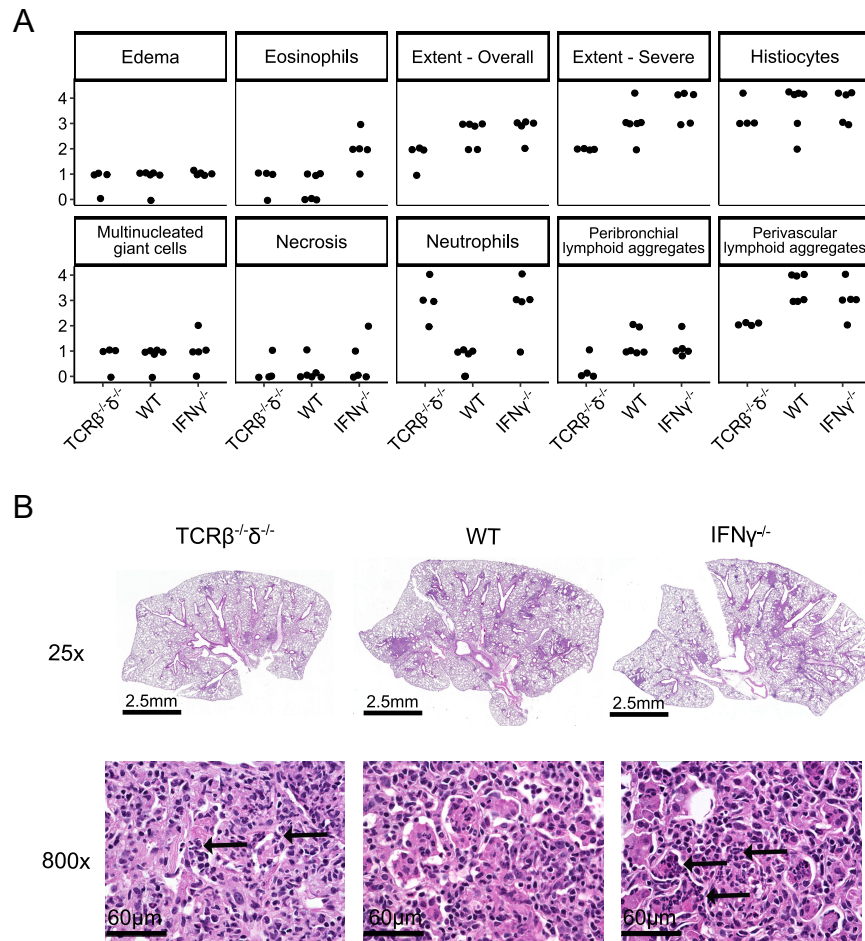 A
Edema Eosinophils Extent - Overall Extent - Severe Histiocytes
4
3
2
1
0
Multinucleated giant cells Necrosis Neutrophils Peribronchial lymphoid aggregates Perivascular lymphoid aggregates
4
3
2
1
0
TCRβ⁻/⁻δ⁻/⁻ WT IFNγ⁻/⁻ TCRβ⁻/⁻δ⁻/⁻ WT IFNγ⁻/⁻ TCRβ⁻/⁻δ⁻/⁻ WT IFNγ⁻/⁻ TCRβ⁻/⁻δ⁻/⁻ WT IFNγ⁻/⁻ TCRβ⁻/⁻δ⁻/⁻ WT IFNγ⁻/⁻
B
TCRβ⁻/⁻δ⁻/⁻ WT IFNγ⁻/⁻
25x
2.5mm 2.5mm 2.5mm
800x
60μm 60μm 60μm